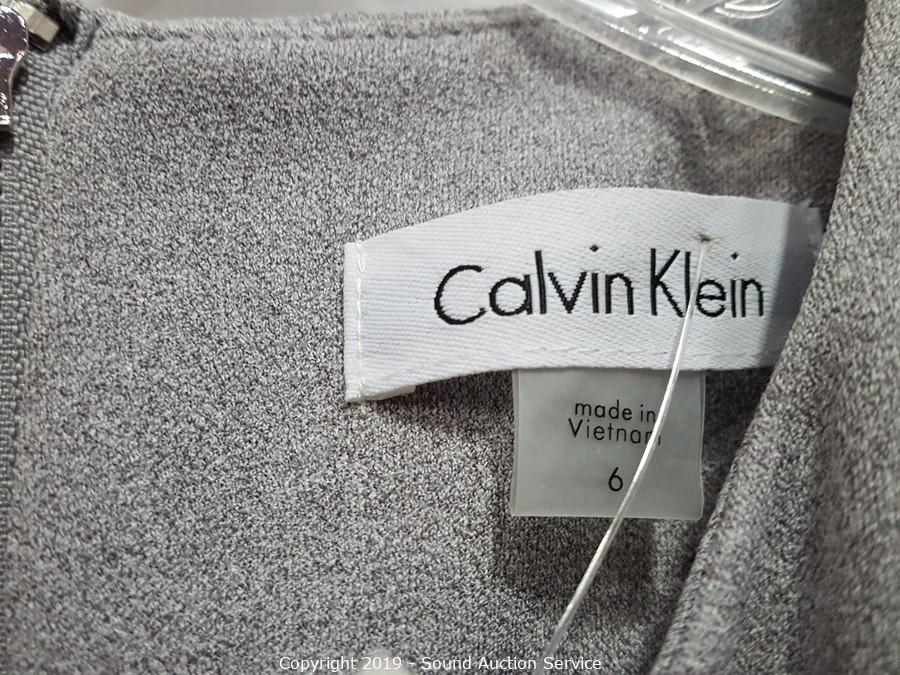 Calvin Klein
made in
Vietnam
6
Copyright 2019 - Sound Auction Service